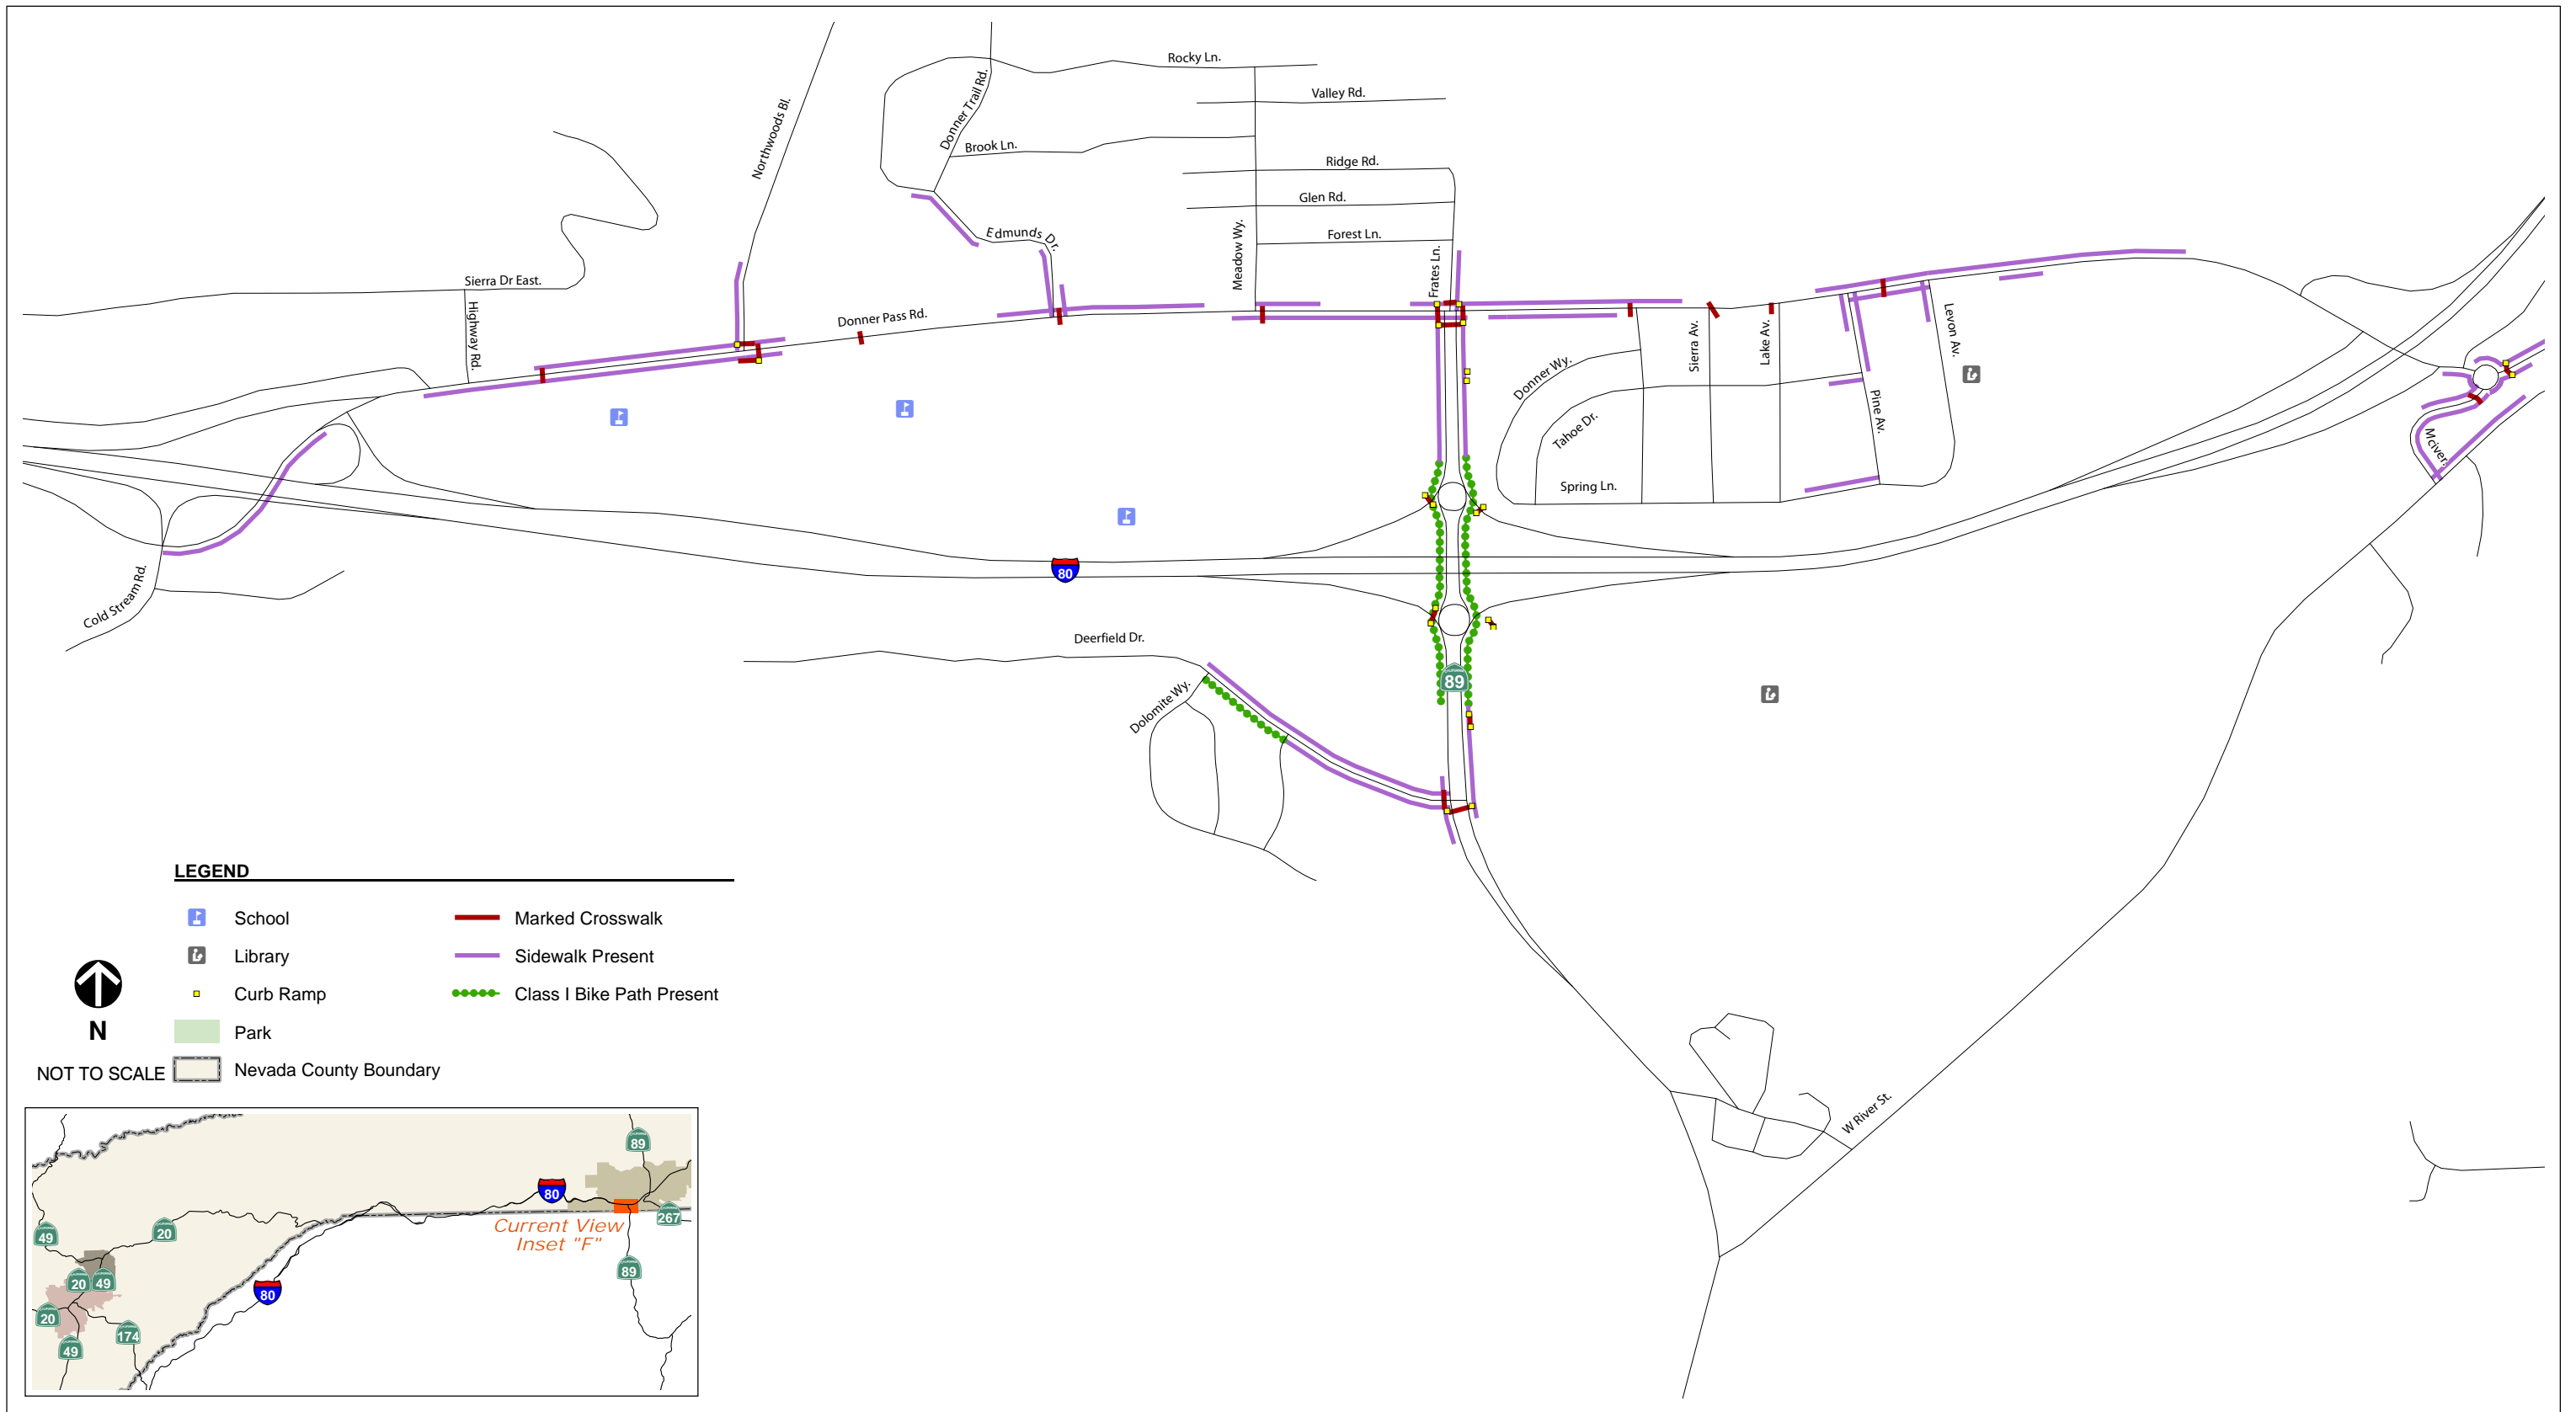 Rocky Ln.
Valley Rd.
Northwoods Bl.
Donner Trail Rd.
Brook Ln.
Ridge Rd.
Glen Rd.
Edmunds Dr.
Meadow Wy.
Forest Ln.
Frates Ln.
Sierra Dr East.
Highway Rd.
Donner Pass Rd.
Sierra Av.
Lake Av.
Levon Av.
Donner Wy.
Tahoe Dr.
Pine Av.
Mciver.
Spring Ln.
80
Cold Stream Rd.
Deerfield Dr.
Dolomite Wy.
89
W River St.
LEGEND
School
Library
Curb Ramp
Park
Nevada County Boundary
Marked Crosswalk
Sidewalk Present
Class I Bike Path Present
N
NOT TO SCALE
89
80
267
Current View
Inset "F"
49
20
20
49
89
80
20
174
49